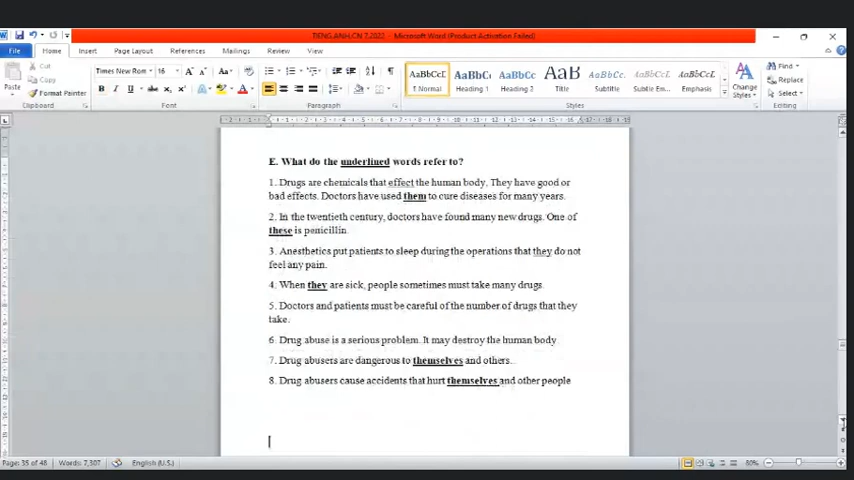 TIENG.ANH.CN 7.2022 - Microsoft Word (Product Activation Failed)
File Home Insert Page Layout References Mailings Review View
Cut
Copy
Paste Format Painter
Clipboard
Times New Rom 16
Font
Paragraph
AaBbCcI AaBbCc AaBbCc AaB AaBbCc. AaBbCcI AaBbCcI
¶ Normal Heading 1 Heading 2 Title Subtitle Subtle Em... Emphasis
Change Styles
Styles
Find
Replace
Select
Editing
E. What do the underlined words refer to?
1. Drugs are chemicals that effect the human body. They have good or
bad effects. Doctors have used them to cure diseases for many years.
2. In the twentieth century, doctors have found many new drugs. One of
these is penicillin.
3. Anesthetics put patients to sleep during the operations that they do not
feel any pain.
4. When they are sick, people sometimes must take many drugs.
5. Doctors and patients must be careful of the number of drugs that they
take.
6. Drug abuse is a serious problem. It may destroy the human body.
7. Drug abusers are dangerous to themselves and others.
8. Drug abusers cause accidents that hurt themselves and other people
Page: 35 of 48 Words: 7,307 English (U.S.) 80%